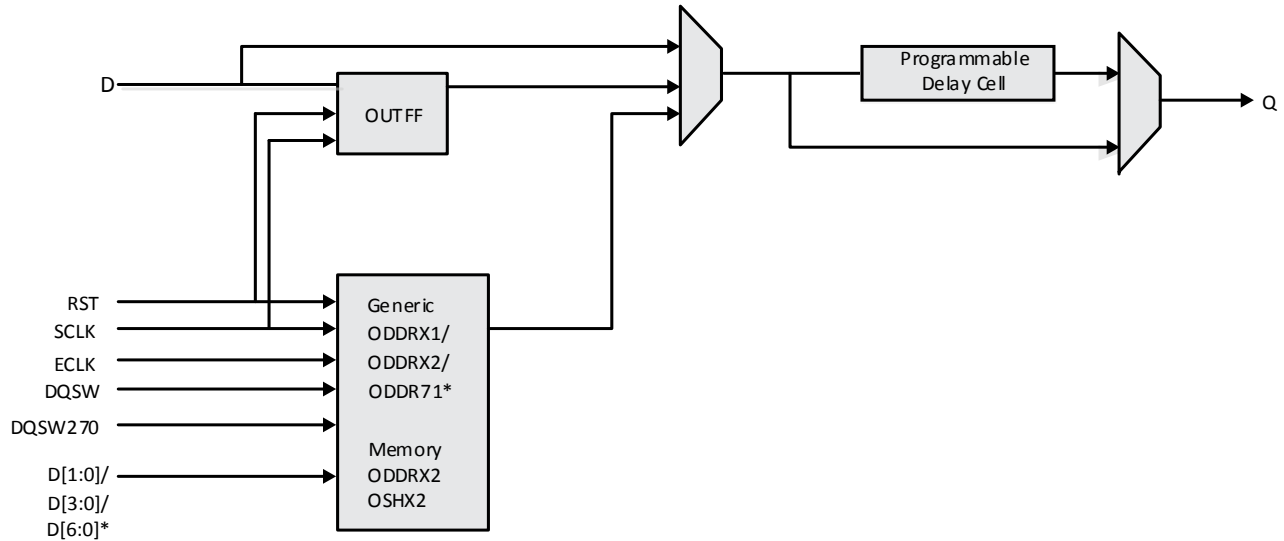 D
OUTFF
Programmable
Delay Cell
Q
RST
SCLK
ECLK
DQSW
DQSW270
D[1:0]/
D[3:0]/
D[6:0]*
Generic
ODDRX1/
ODDRX2/
ODDR71*
Memory
ODDRX2
OSHX2